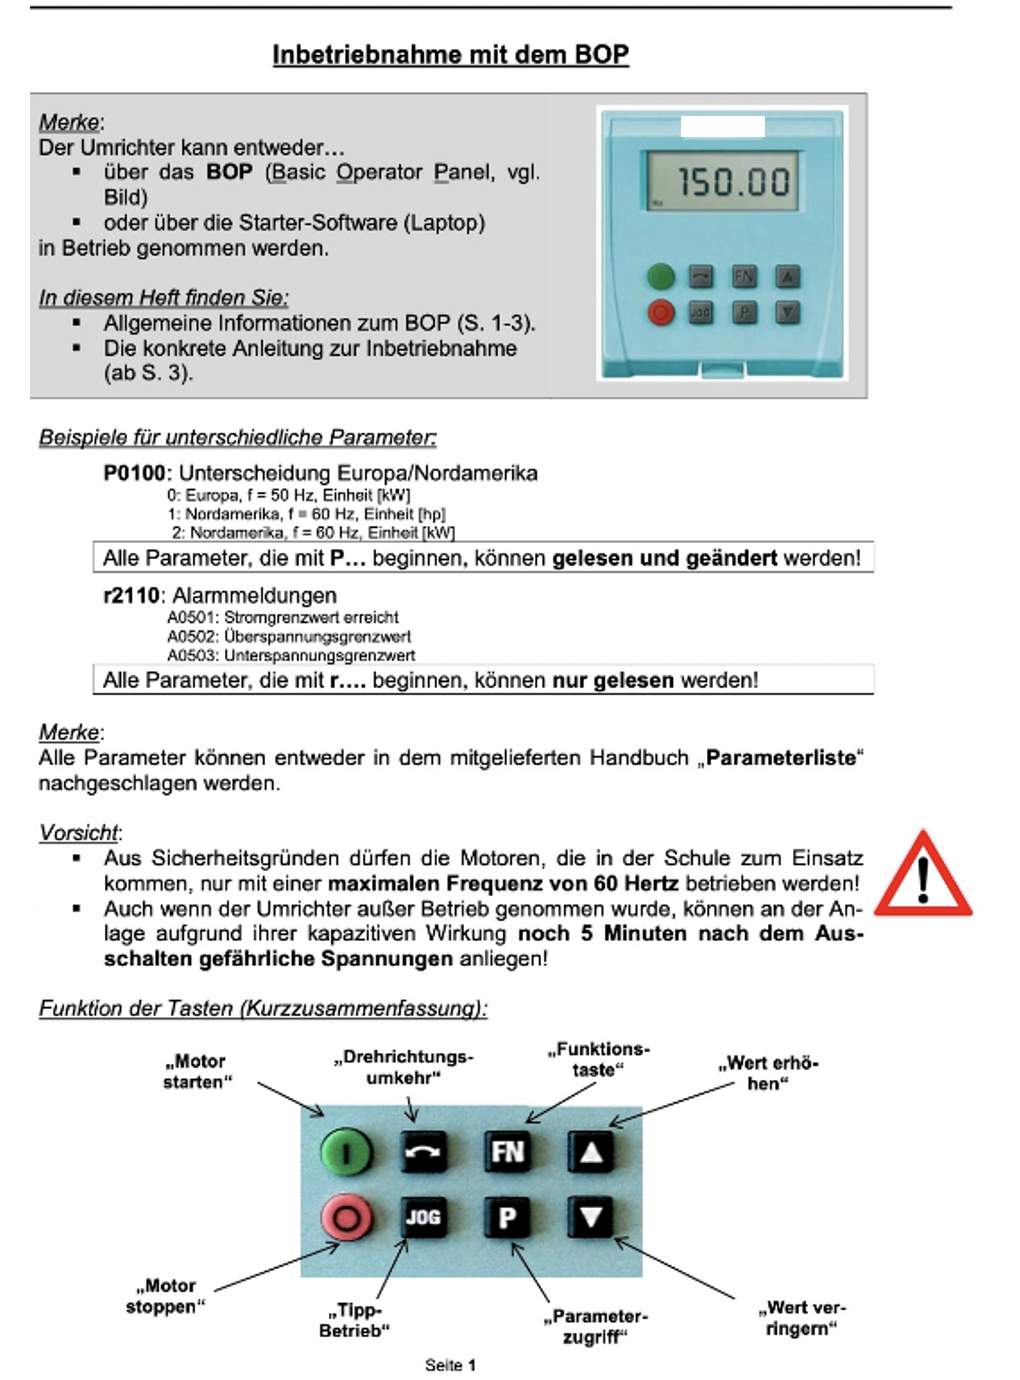 Inbetriebnahme mit dem BOP
Merke:
Der Umrichter kann entweder…
▪ über das BOP (Basic Operator Panel, vgl.
Bild)
▪ oder über die Starter-Software (Laptop)
in Betrieb genommen werden.
In diesem Heft finden Sie:
▪ Allgemeine Informationen zum BOP (S. 1-3).
▪ Die konkrete Anleitung zur Inbetriebnahme
(ab S. 3).
150.00
Hz
FN
JOG P
Beispiele für unterschiedliche Parameter:
P0100: Unterscheidung Europa/Nordamerika
0: Europa, f = 50 Hz, Einheit [kW]
1: Nordamerika, f = 60 Hz, Einheit [hp]
2: Nordamerika, f = 60 Hz, Einheit [kW]
Alle Parameter, die mit P… beginnen, können gelesen und geändert werden!
r2110: Alarmmeldungen
A0501: Stromgrenzwert erreicht
A0502: Überspannungsgrenzwert
A0503: Unterspannungsgrenzwert
Alle Parameter, die mit r…. beginnen, können nur gelesen werden!
Merke:
Alle Parameter können entweder in dem mitgelieferten Handbuch „Parameterliste“
nachgeschlagen werden.
Vorsicht:
▪ Aus Sicherheitsgründen dürfen die Motoren, die in der Schule zum Einsatz
kommen, nur mit einer maximalen Frequenz von 60 Hertz betrieben werden!
▪ Auch wenn der Umrichter außer Betrieb genommen wurde, können an der An-
lage aufgrund ihrer kapazitiven Wirkung noch 5 Minuten nach dem Aus-
schalten gefährliche Spannungen anliegen!
Funktion der Tasten (Kurzzusammenfassung):
„Motor
starten“
„Drehrichtungs-
umkehr“
„Funktions-
taste“
„Wert erhö-
hen“
I FN
O JOG P
„Motor
stoppen“
„Tipp-
Betrieb“
„Parameter-
zugriff“
„Wert ver-
ringern“
Seite 1